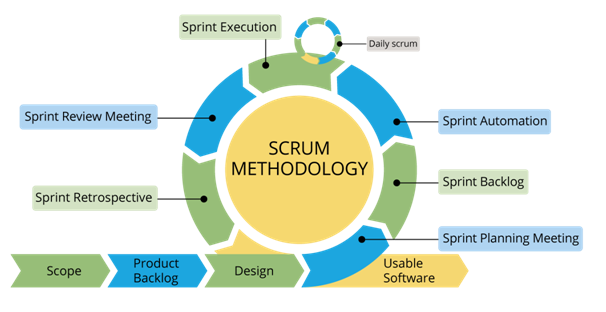 Sprint Execution
Daily scrum
Sprint Review Meeting
Sprint Automation
SCRUM
METHODOLOGY
Sprint Retrospective
Sprint Backlog
Sprint Planning Meeting
Scope
Product
Backlog
Design
Usable
Software